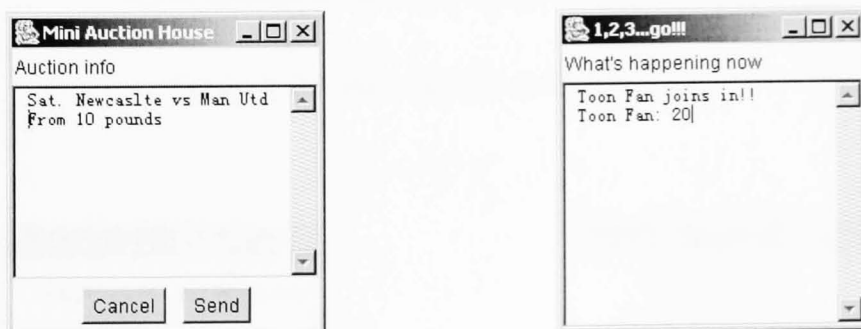 Mini Auction House
Auction info
Sat. Newcaslte vs Man Utd
From 10 pounds
Cancel Send
1,2,3...go!!!
What's happening now
Toon Fan joins in!!
Toon Fan: 20